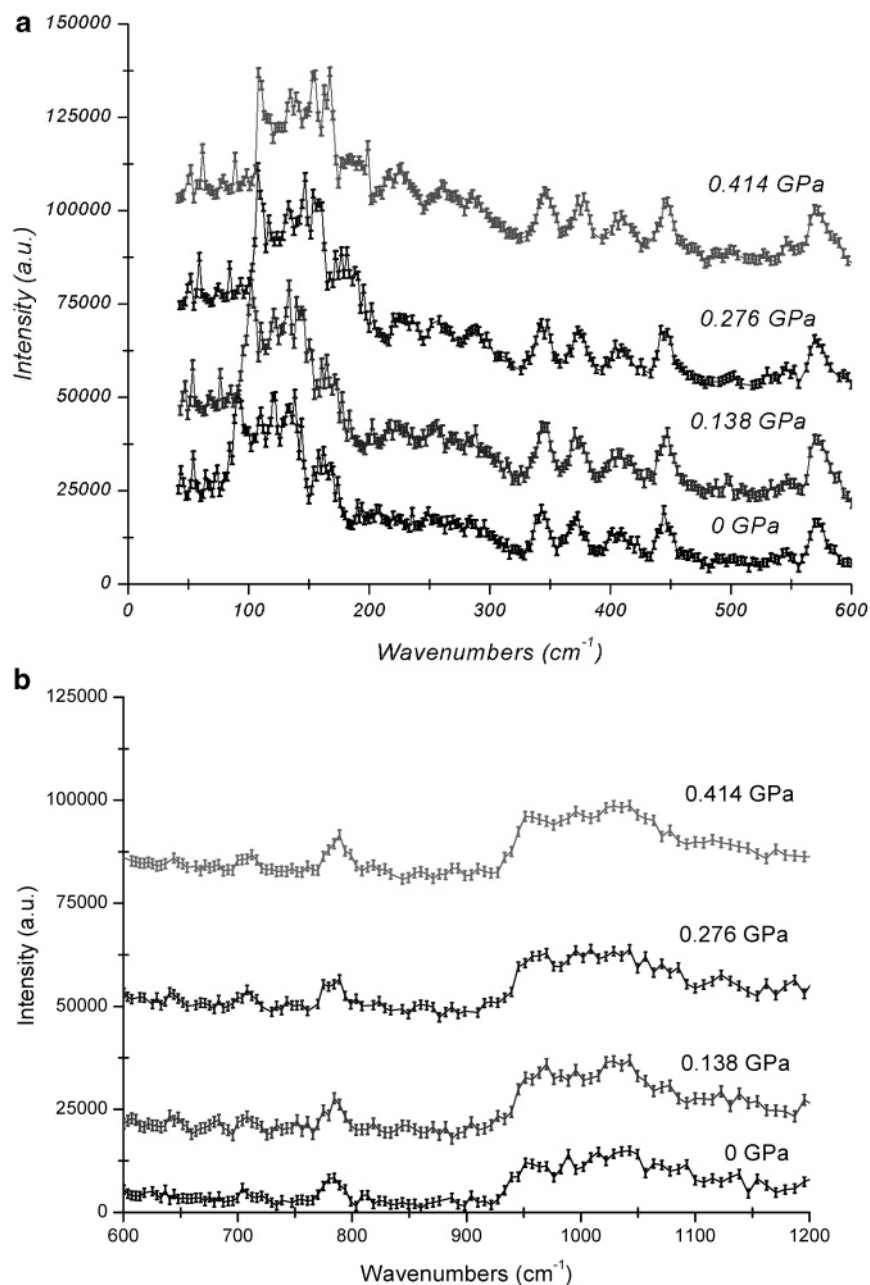 a
150000
125000
100000
75000
50000
25000
0
Intensity (a.u.)
0.414 GPa
0.276 GPa
0.138 GPa
0 GPa
0 100 200 300 400 500 600
Wavenumbers (cm⁻¹)
b
125000
100000
75000
50000
25000
0
Intensity (a.u.)
0.414 GPa
0.276 GPa
0.138 GPa
0 GPa
600 700 800 900 1000 1100 1200
Wavenumbers (cm⁻¹)